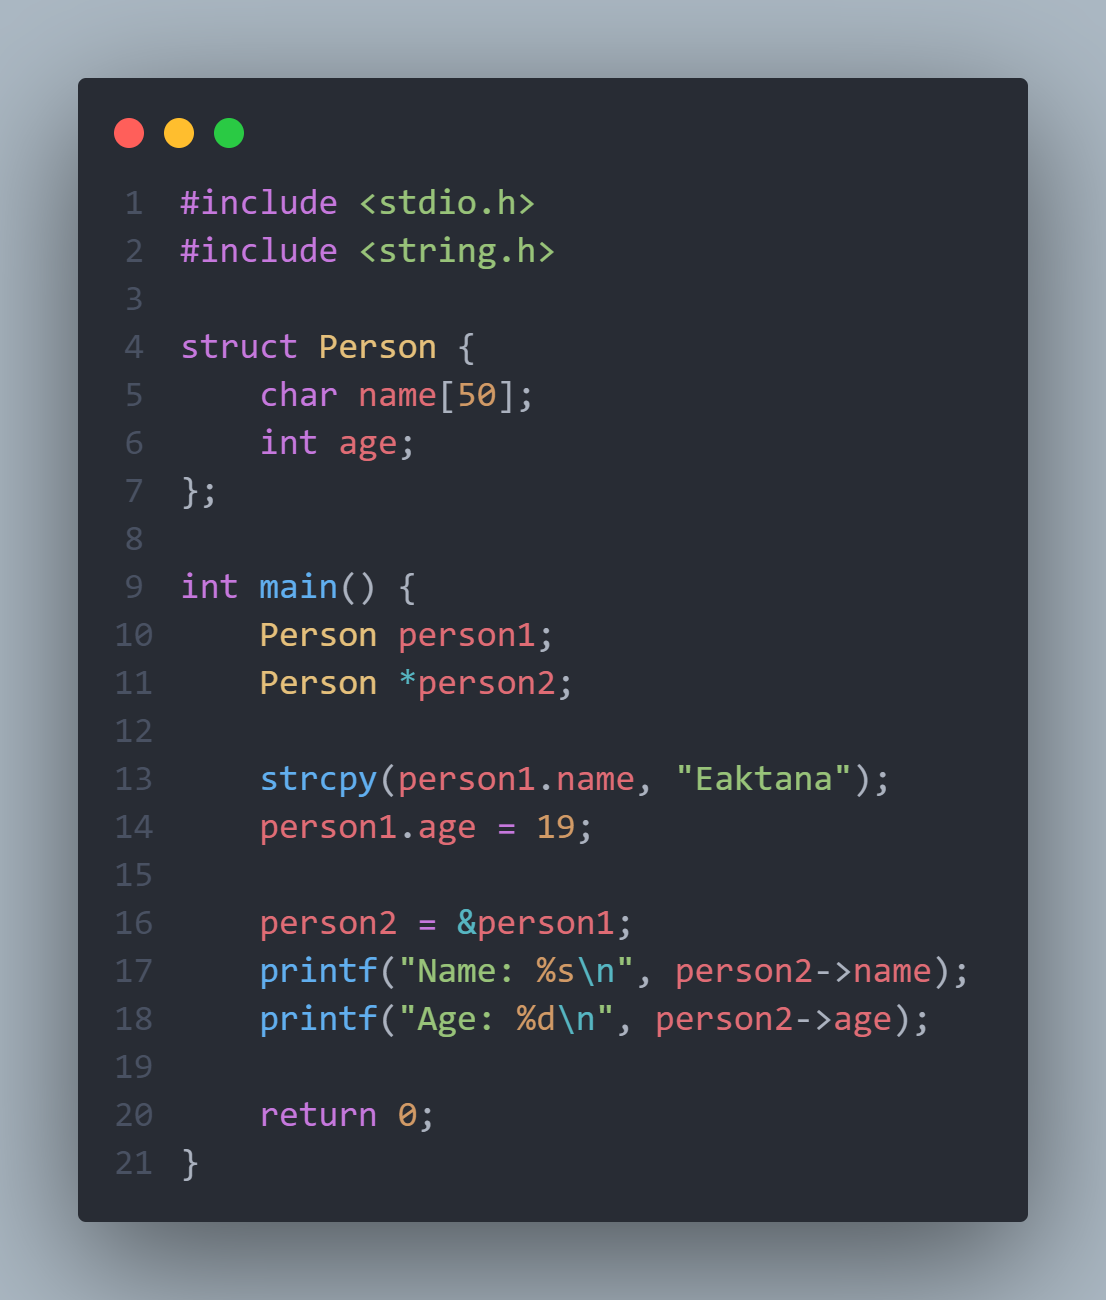 1 #include <stdio.h>
2 #include <string.h>
3
4 struct Person {
5     char name[50];
6     int age;
7 };
8
9 int main() {
10     Person person1;
11     Person *person2;
12
13     strcpy(person1.name, "Eaktana");
14     person1.age = 19;
15
16     person2 = &person1;
17     printf("Name: %s\n", person2->name);
18     printf("Age: %d\n", person2->age);
19
20     return 0;
21 }